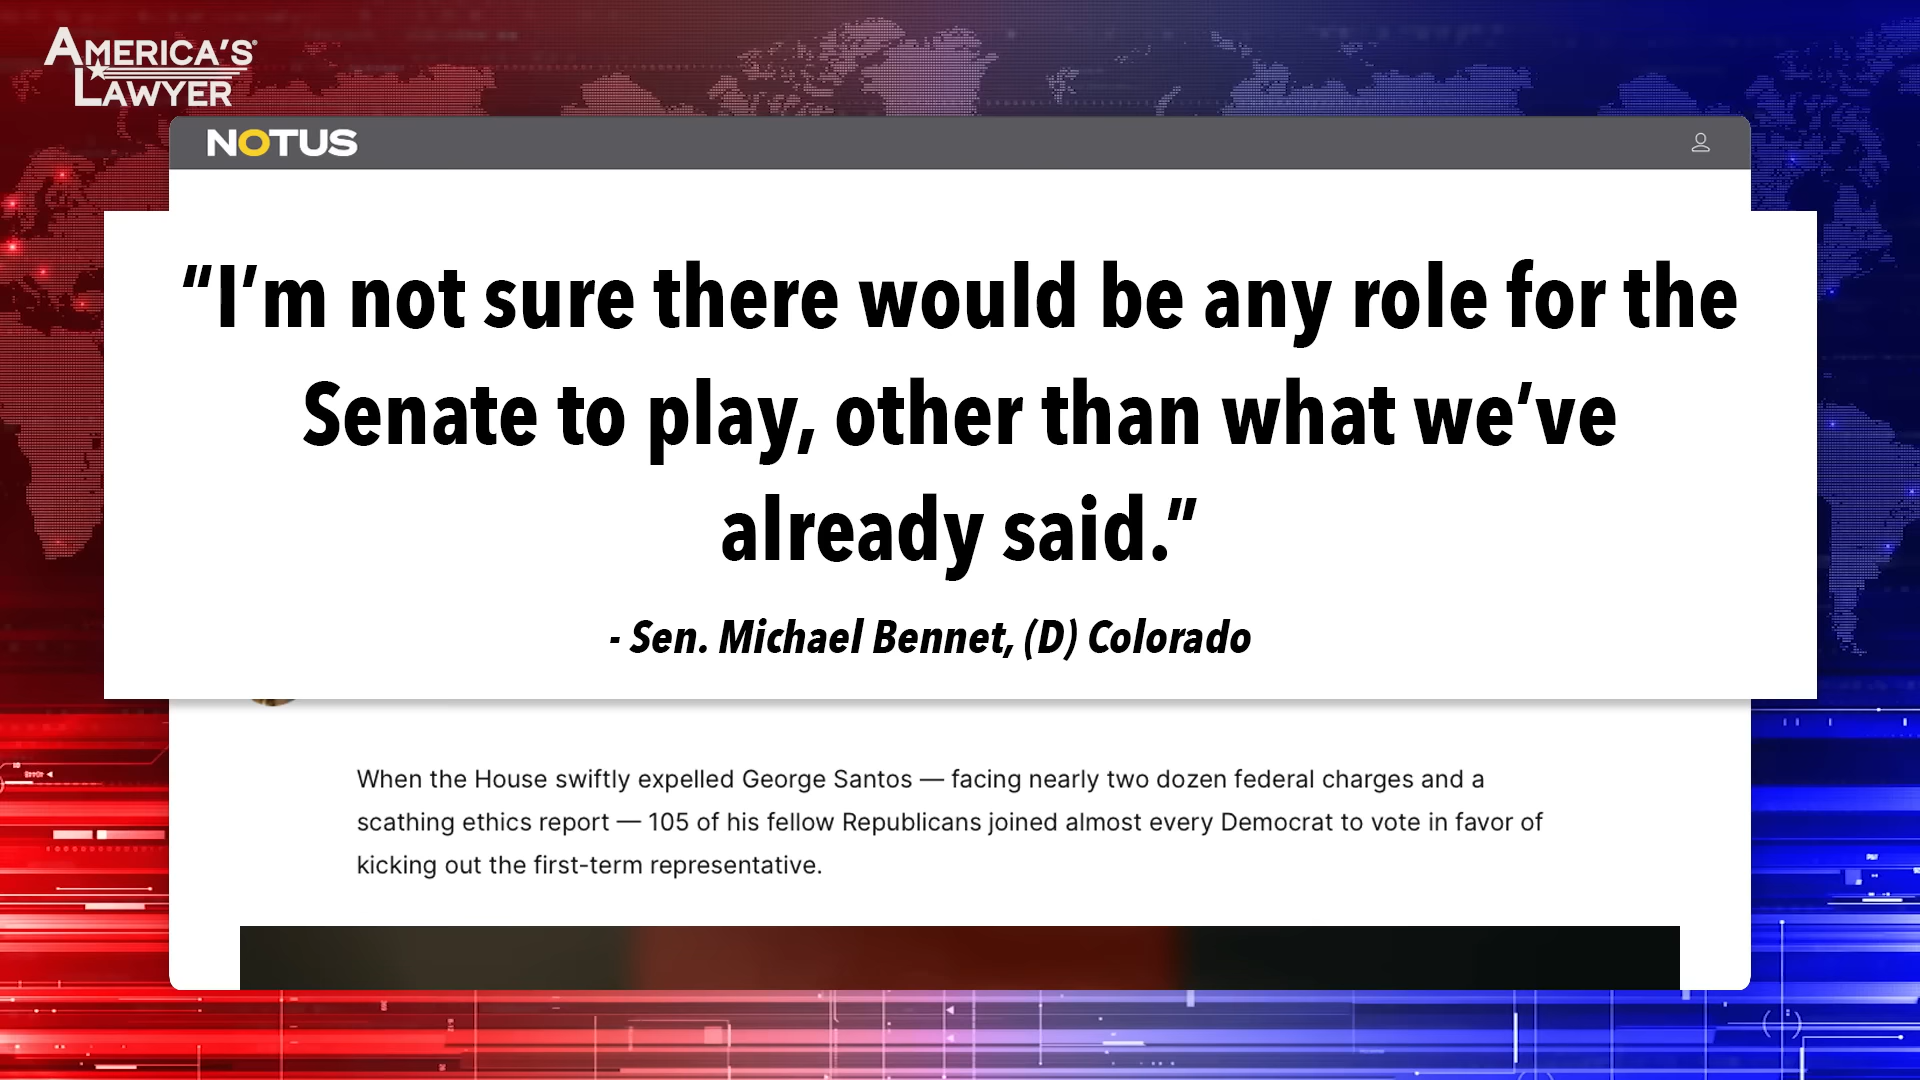 AMERICA'S
LAWYER
NOTUS
“I’m not sure there would be any role for the
Senate to play, other than what we’ve
already said.”
- Sen. Michael Bennet, (D) Colorado
When the House swiftly expelled George Santos — facing nearly two dozen federal charges and a
scathing ethics report — 105 of his fellow Republicans joined almost every Democrat to vote in favor of
kicking out the first-term representative.